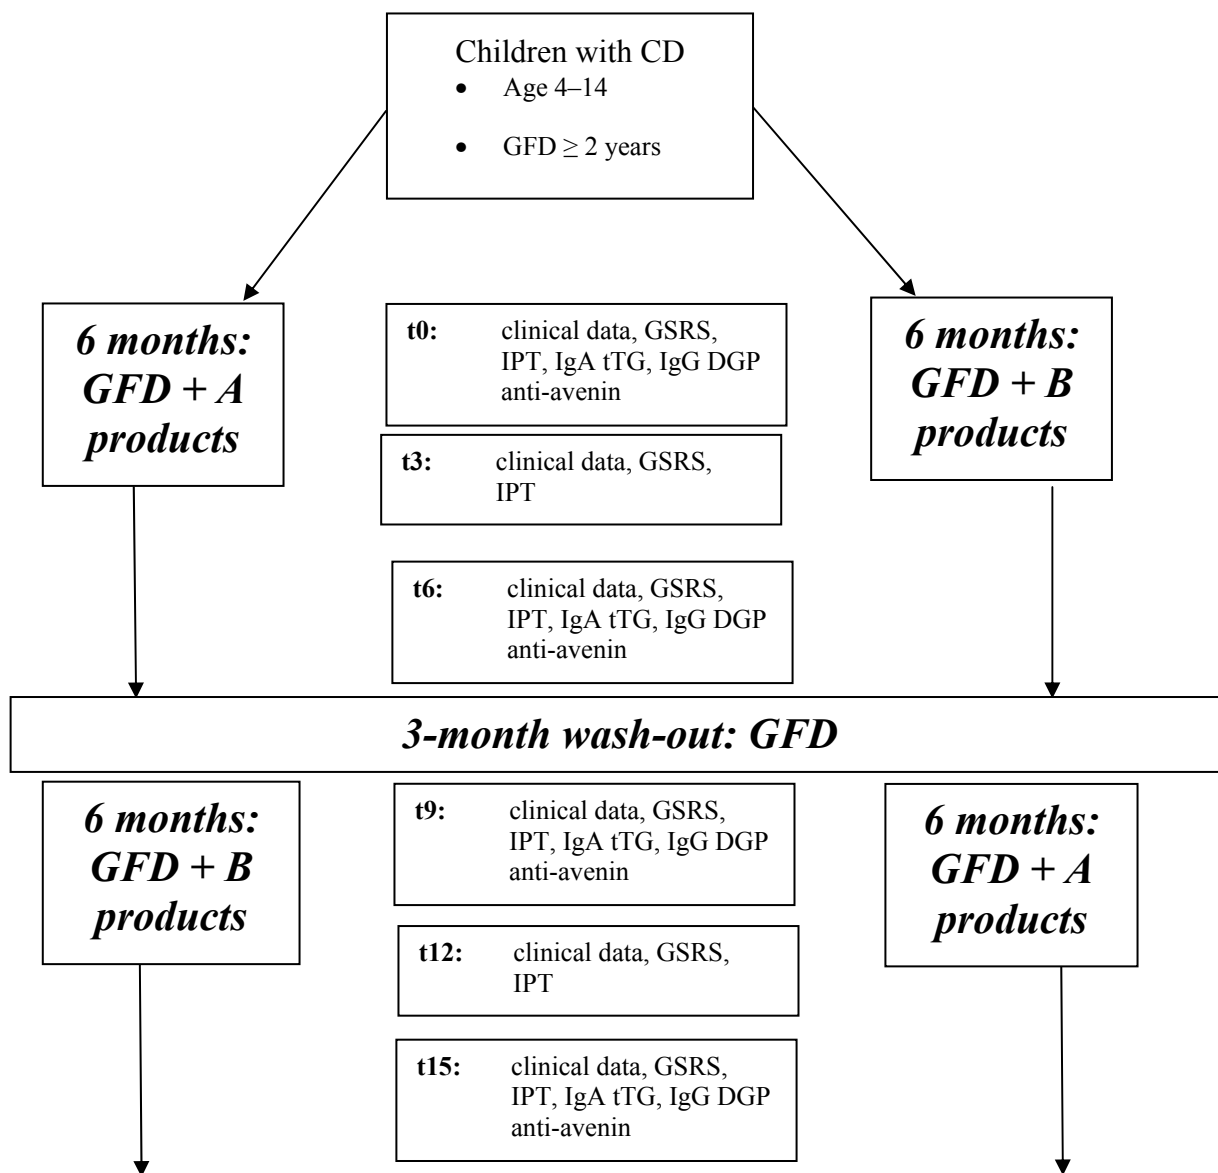 Children with CD
• Age 4–14
• GFD ≥ 2 years
6 months:
GFD + A
products
t0: clinical data, GSRS,
IPT, IgA tTG, IgG DGP
anti-avenin
6 months:
GFD + B
products
t3: clinical data, GSRS,
IPT
t6: clinical data, GSRS,
IPT, IgA tTG, IgG DGP
anti-avenin
3-month wash-out: GFD
6 months:
GFD + B
products
t9: clinical data, GSRS,
IPT, IgA tTG, IgG DGP
anti-avenin
6 months:
GFD + A
products
t12: clinical data, GSRS,
IPT
t15: clinical data, GSRS,
IPT, IgA tTG, IgG DGP
anti-avenin